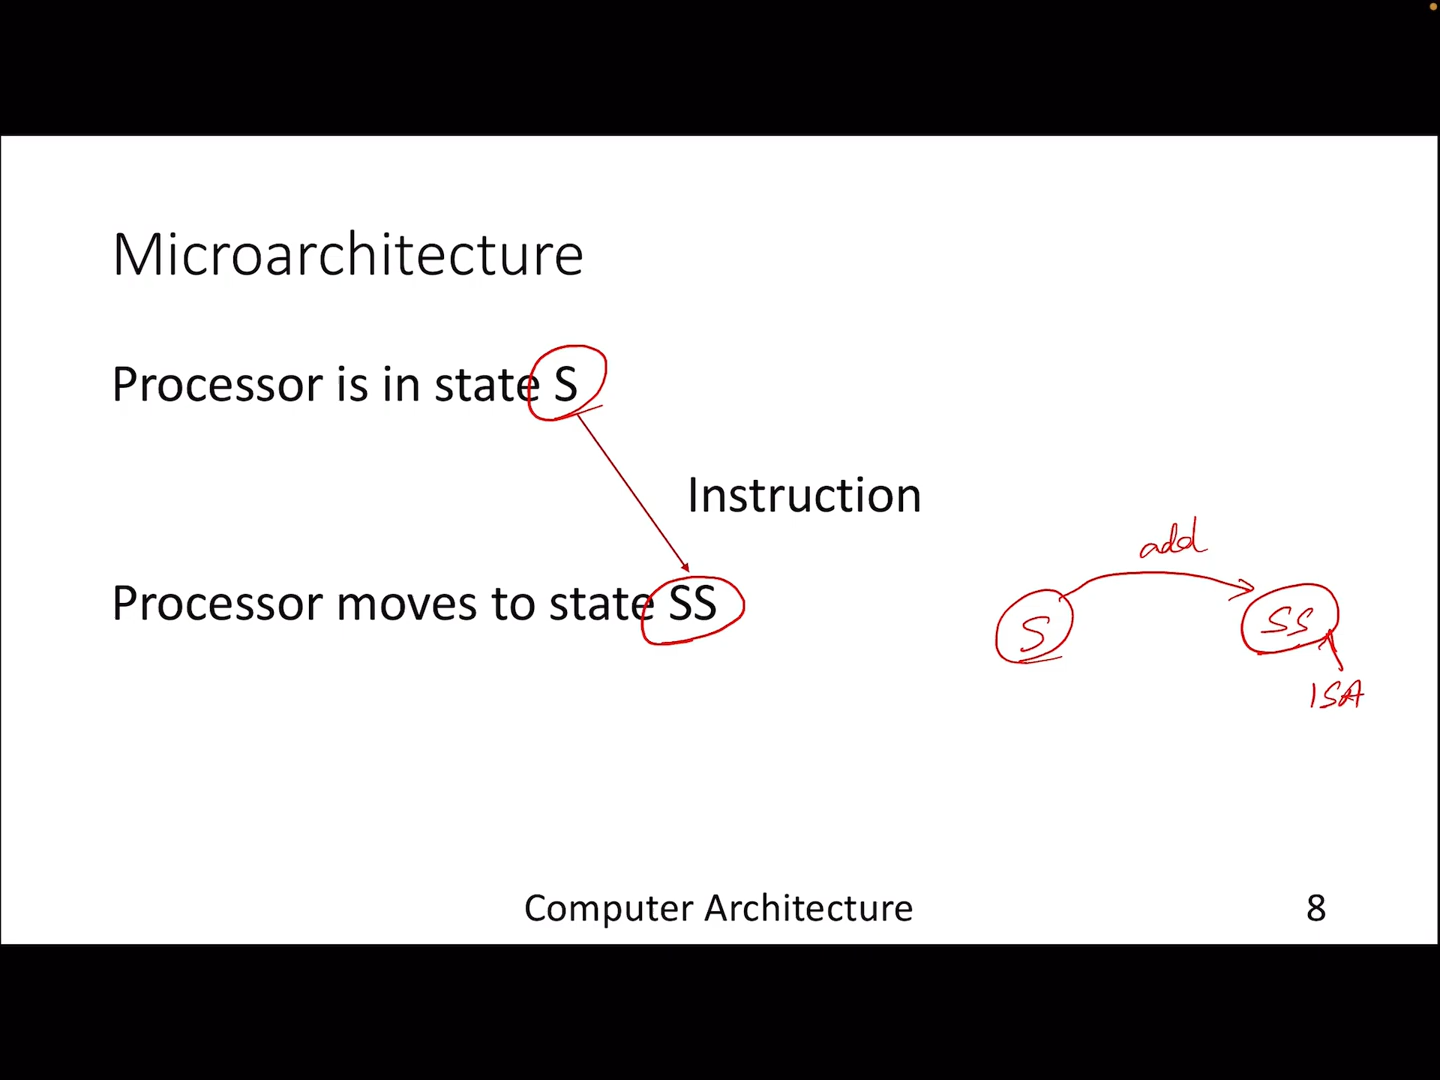 Microarchitecture
Processor is in state S
Instruction
add
Processor moves to state SS
S
SS
ISA
Computer Architecture
8